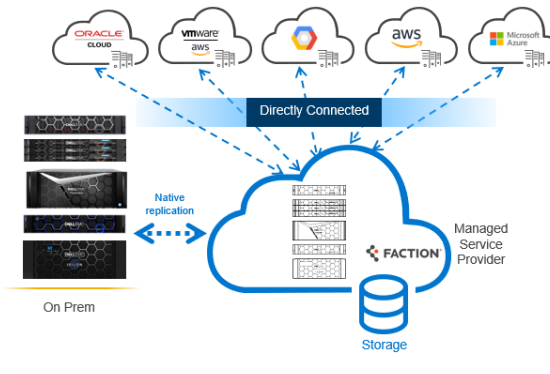 ORACLE
CLOUD
vmware
aws
aws
Microsoft
Azure
Directly Connected
Native
replication
Managed
Service
Provider
FACTION
On Prem
Storage